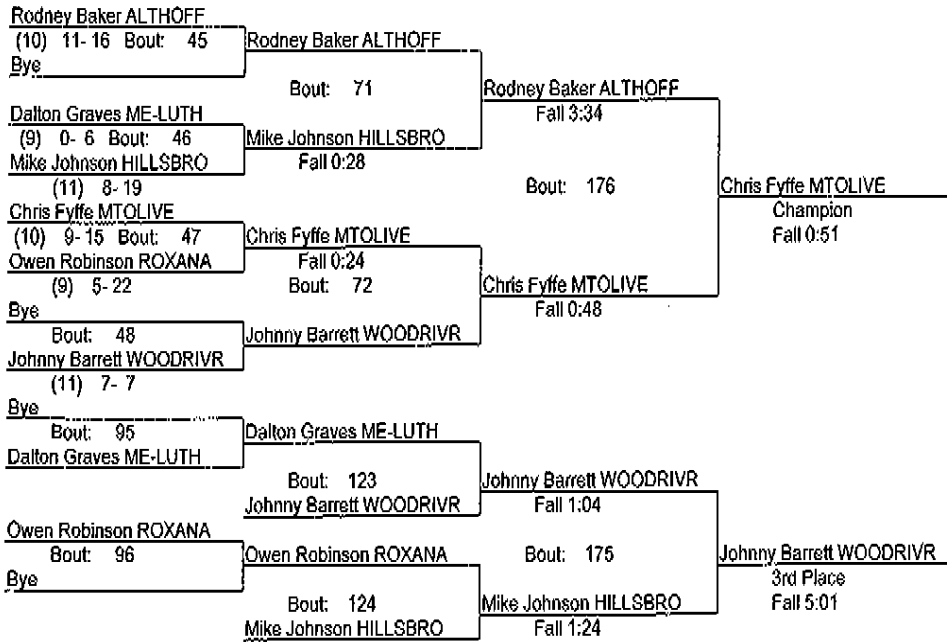 Rodney Baker ALTHOFF
(10) 11- 16 Bout: 45
Bye
Rodney Baker ALTHOFF
Bout: 71
Dalton Graves ME-LUTH
(9) 0- 6 Bout: 46
Mike Johnson HILLSBRO
(11) 8- 19
Mike Johnson HILLSBRO
Fall 0:28
Rodney Baker ALTHOFF
Fall 3:34
Bout: 176
Chris Fyffe MTOLIVE
(10) 9- 15 Bout: 47
Owen Robinson ROXANA
(9) 5- 22
Chris Fyffe MTOLIVE
Fall 0:24
Bout: 72
Bye
Bout: 48
Johnny Barrett WOODRIVR
(11) 7- 7
Johnny Barrett WOODRIVR
Chris Fyffe MTOLIVE
Fall 0:48
Chris Fyffe MTOLIVE
Champion
Fall 0:51
Bye
Bout: 95
Dalton Graves ME-LUTH
Dalton Graves ME-LUTH
Bout: 123
Johnny Barrett WOODRIVR
Johnny Barrett WOODRIVR
Fall 1:04
Bout: 175
Owen Robinson ROXANA
Bout: 96
Bye
Owen Robinson ROXANA
Bout: 124
Mike Johnson HILLSBRO
Mike Johnson HILLSBRO
Fall 1:24
Johnny Barrett WOODRIVR
3rd Place
Fall 5:01